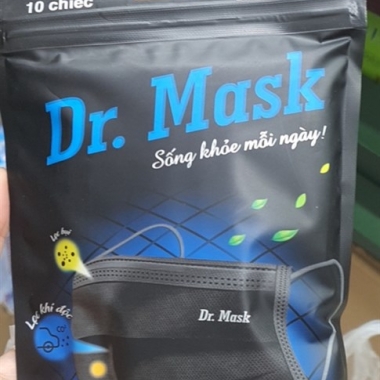 10 chiếc
Dr. Mask
Sống khỏe mỗi ngày!
Lọc bụi
Lọc khí độc
Dr. Mask